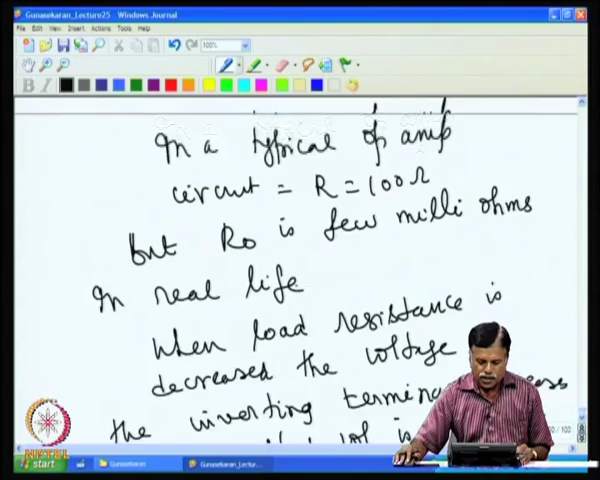 Gunasekaran_Lecture25 - Windows Journal
File Edit View Insert Actions Tools Help
100%
B I
In a typical op amp
circuit = R = 100 Ω
but Ro is few milli ohms
In real life
when load resistance is
decreased the voltage
the inverting
is
NPTEL
start
Gunasekaran
Gunasekaran_Lectur...